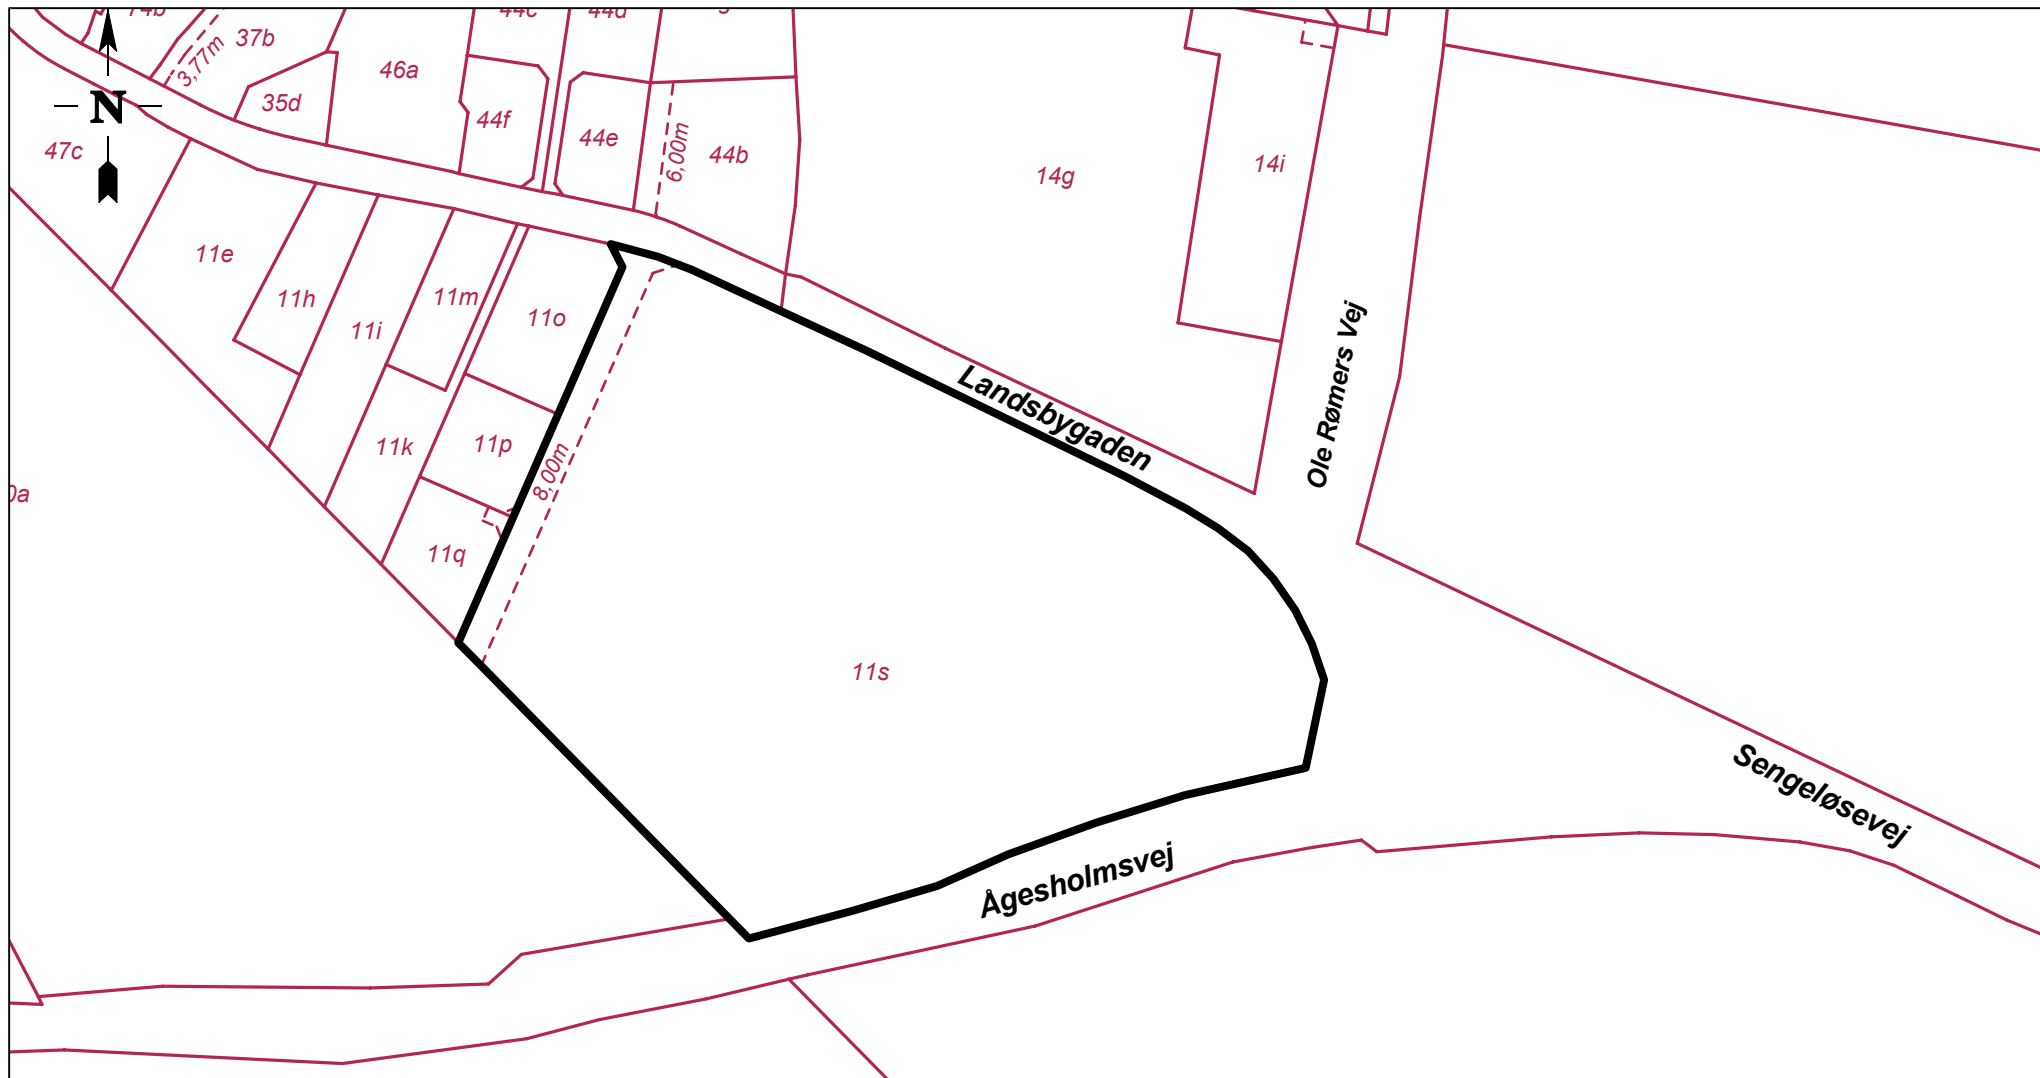 37b
3,77m
46a
35d
N
44f
44e
6,00m
44b
47c
14g
14i
11e
11h
11m
11o
11i
Ole Rømers Vej
Landsbygaden
11k
11p
8,00m
11q
11s
Sengeløsevej
Ågesholmsvej